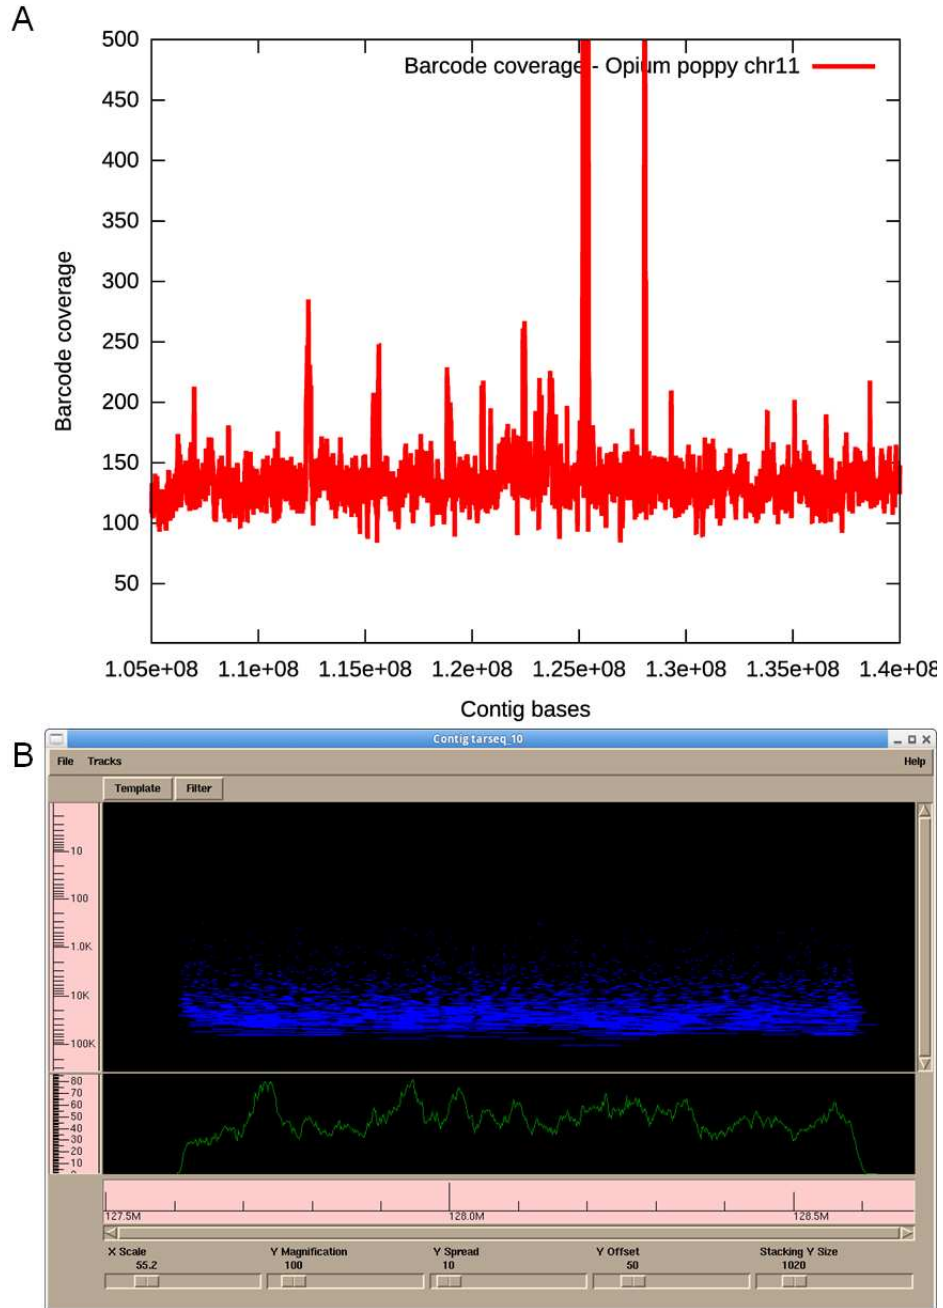 A
Barcode coverage - Opium poppy chr11
500
450
400
350
300
250
200
150
100
50
Barcode coverage
1.05e+08 1.1e+08 1.15e+08 1.2e+08 1.25e+08 1.3e+08 1.35e+08 1.4e+08
Contig bases
B
Contig tarseq_10
File Tracks Help
Template Filter
10
100
1.0K
10K
100K
80
70
60
50
40
30
20
10
127.5M 128.0M 128.5M
X Scale Y Magnification Y Spread Y Offset Stacking Y Size
55.2 100 10 50 1020